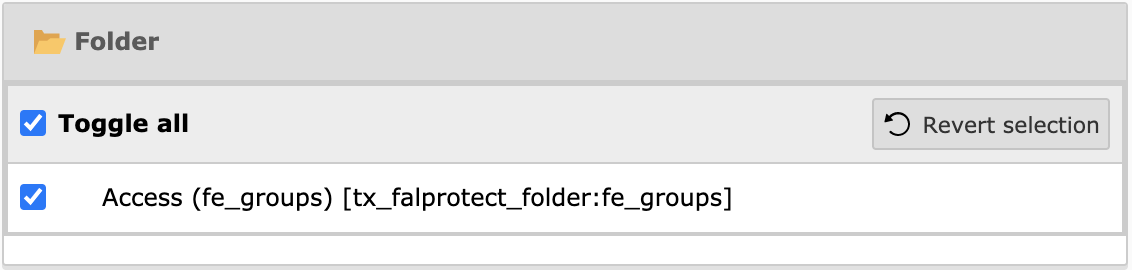 Folder
Toggle all
Revert selection
Access (fe_groups) [tx_falprotect_folder:fe_groups]